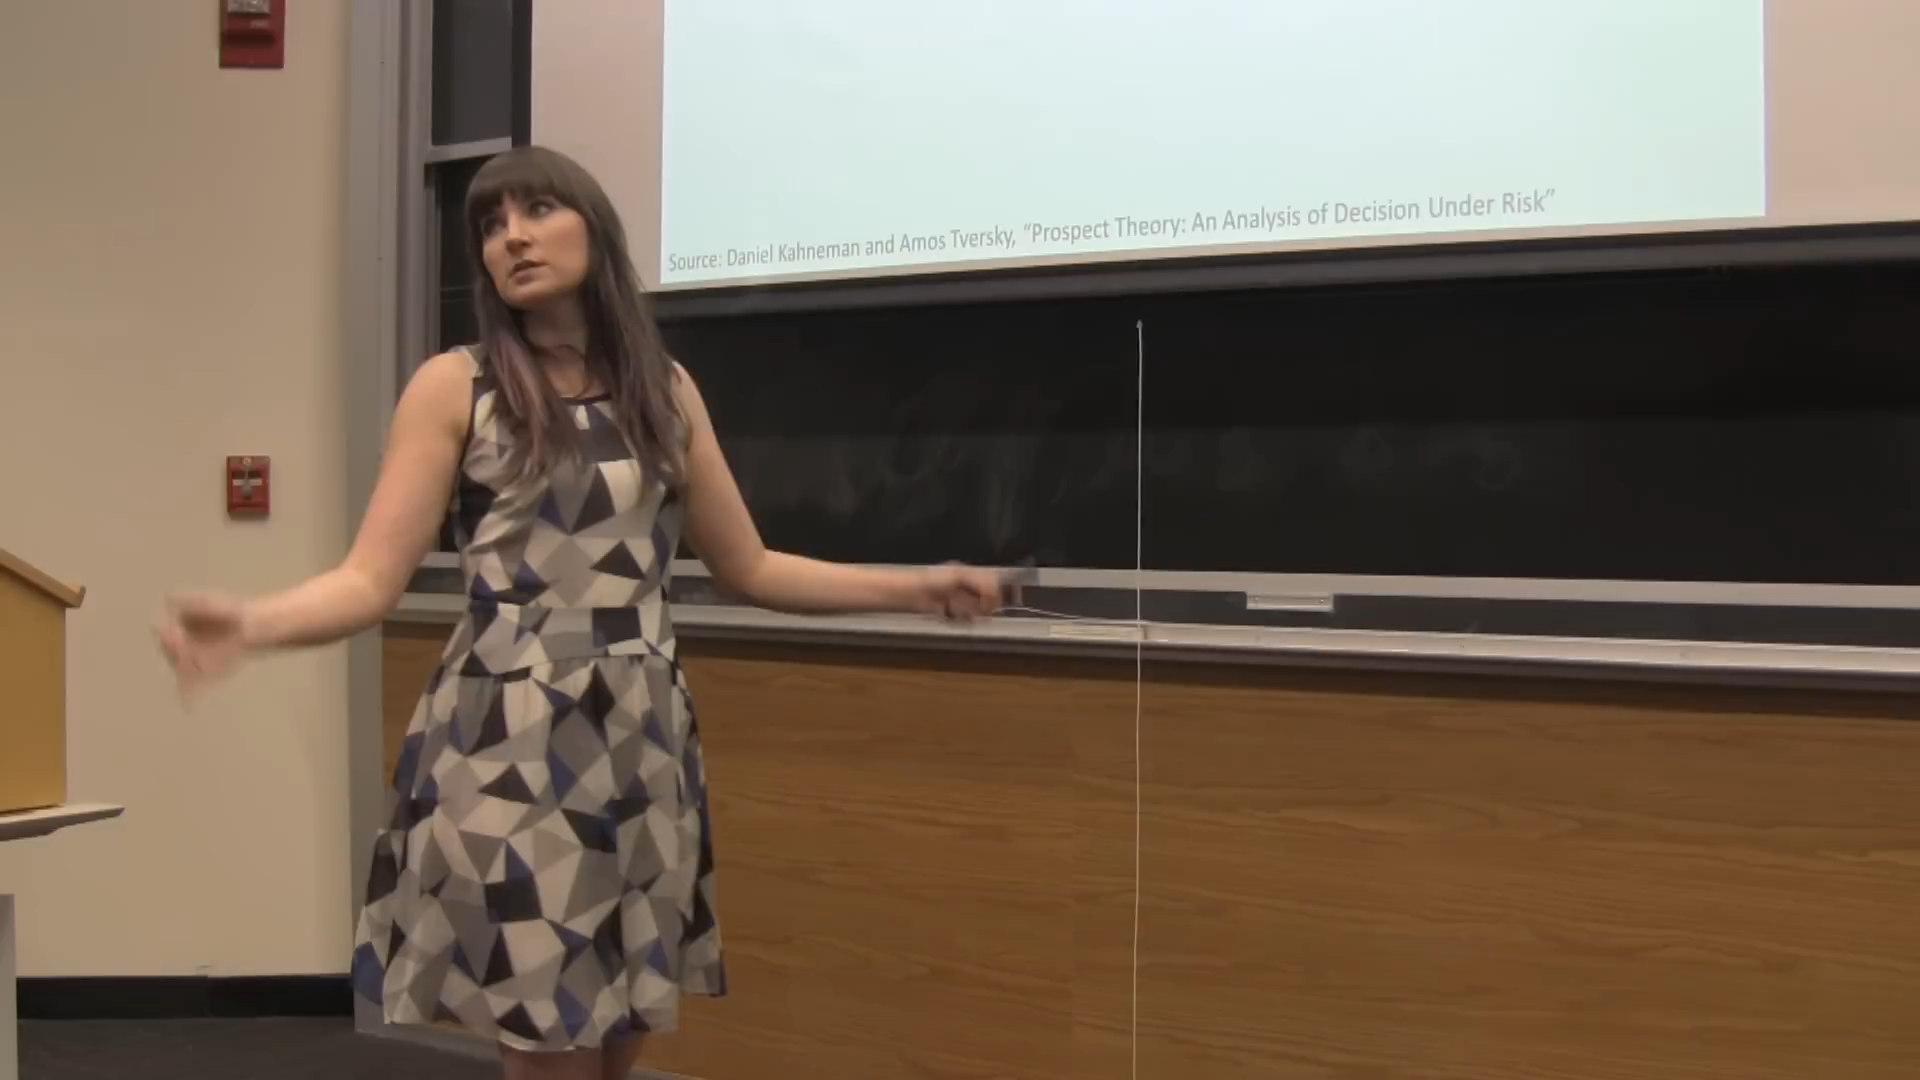 Source: Daniel Kahneman and Amos Tversky, “Prospect Theory: An Analysis of Decision Under Risk”